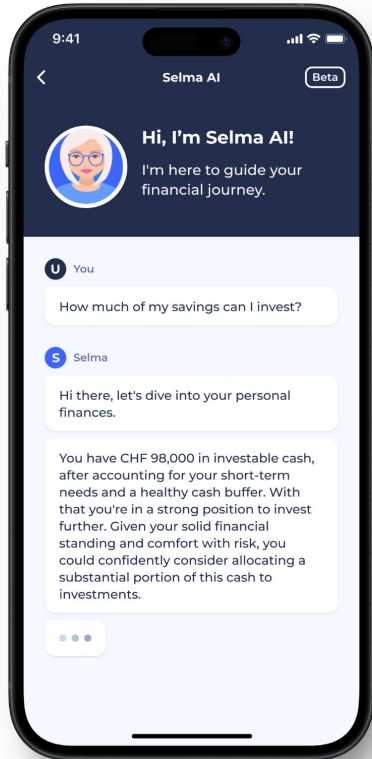 9:41
Selma AI
Beta
Hi, I'm Selma AI!
I'm here to guide your
financial journey.
U You
How much of my savings can I invest?
S Selma
Hi there, let's dive into your personal
finances.
You have CHF 98,000 in investable cash,
after accounting for your short-term
needs and a healthy cash buffer. With
that you're in a strong position to invest
further. Given your solid financial
standing and comfort with risk, you
could confidently consider allocating a
substantial portion of this cash to
investments.